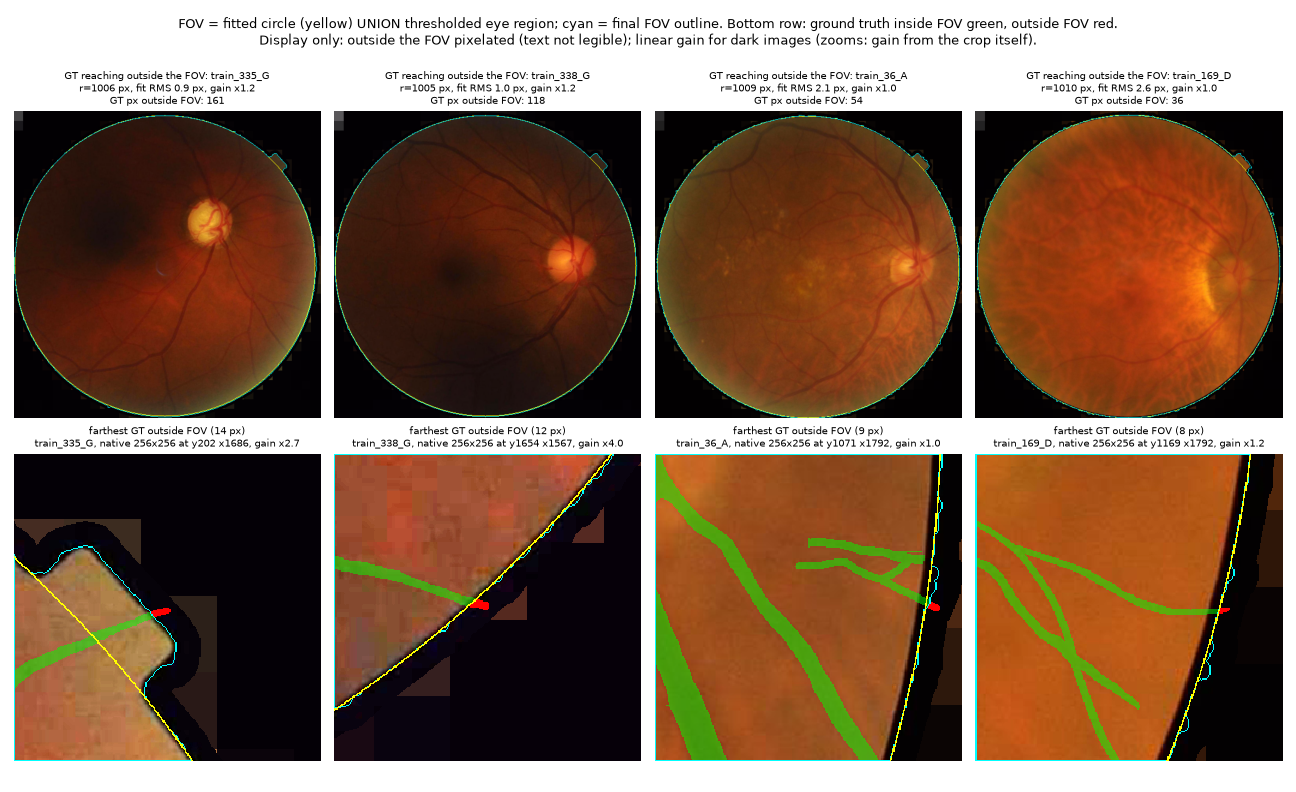 FOV = fitted circle (yellow) UNION thresholded eye region; cyan = final FOV outline. Bottom row: ground truth inside FOV green, outside FOV red.
Display only: outside the FOV pixelated (text not legible); linear gain for dark images (zooms: gain from the crop itself).
GT reaching outside the FOV: train_335_G
r=1006 px, fit RMS 0.9 px, gain x1.2
GT px outside FOV: 161
GT reaching outside the FOV: train_338_G
r=1005 px, fit RMS 1.0 px, gain x1.2
GT px outside FOV: 118
GT reaching outside the FOV: train_36_A
r=1009 px, fit RMS 2.1 px, gain x1.0
GT px outside FOV: 54
GT reaching outside the FOV: train_169_D
r=1010 px, fit RMS 2.6 px, gain x1.0
GT px outside FOV: 36
farthest GT outside FOV (14 px)
train_335_G, native 256x256 at y202 x1686, gain x2.7
farthest GT outside FOV (12 px)
train_338_G, native 256x256 at y1654 x1567, gain x4.0
farthest GT outside FOV (9 px)
train_36_A, native 256x256 at y1071 x1792, gain x1.0
farthest GT outside FOV (8 px)
train_169_D, native 256x256 at y1169 x1792, gain x1.2